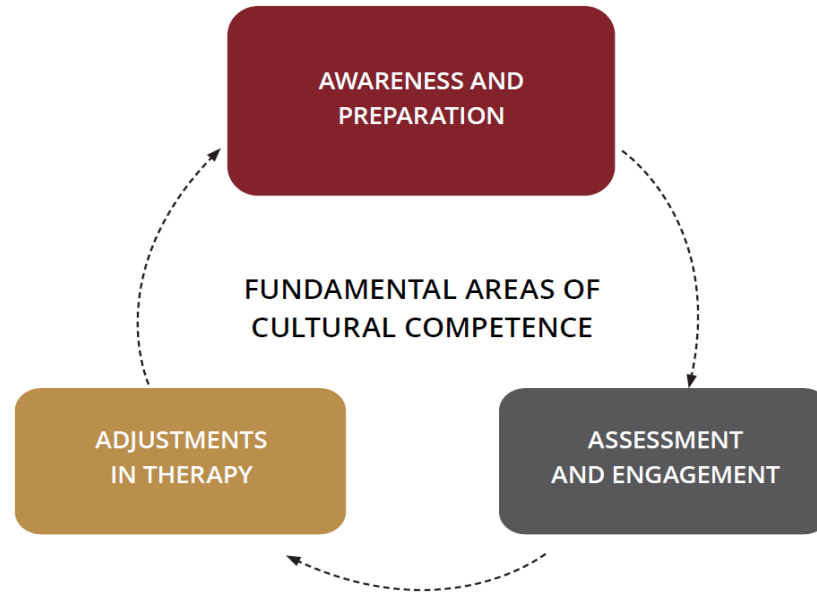 AWARENESS AND
PREPARATION
FUNDAMENTAL AREAS OF
CULTURAL COMPETENCE
ADJUSTMENTS
IN THERAPY
ASSESSMENT
AND ENGAGEMENT